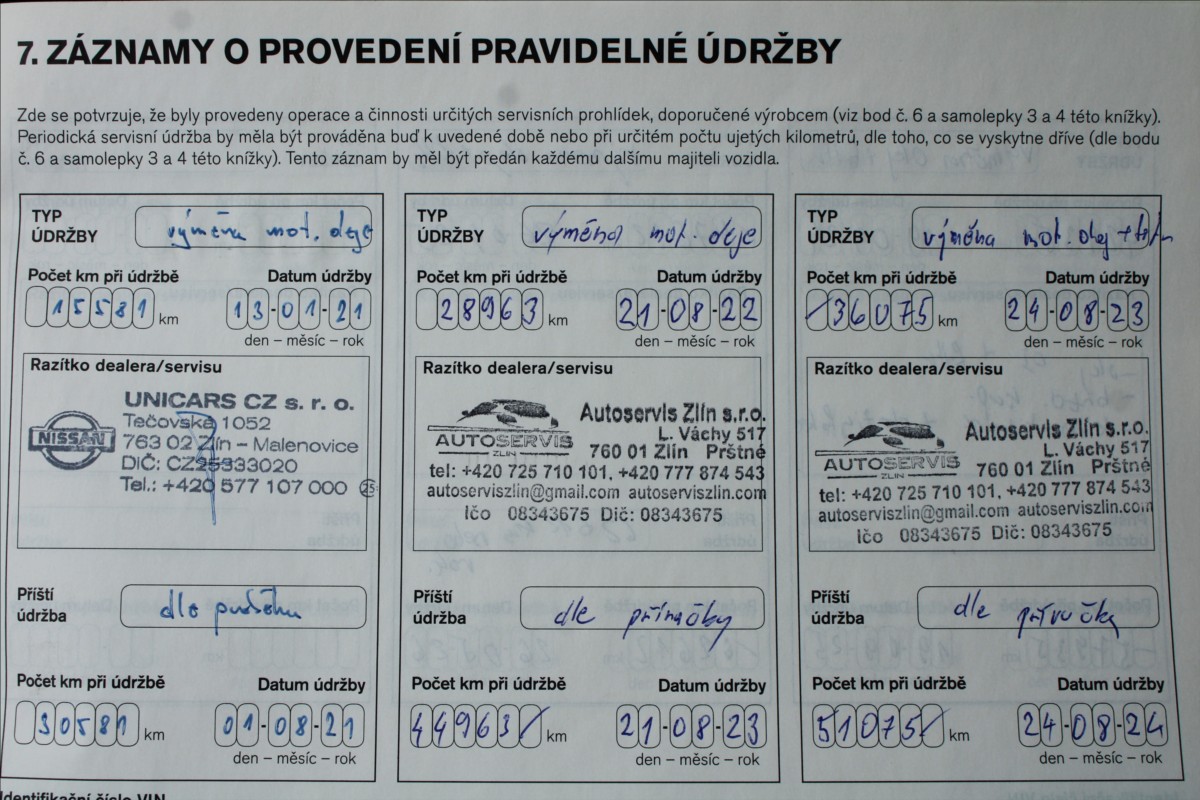 7. ZÁZNAMY O PROVEDENÍ PRAVIDELNÉ ÚDRŽBY
Zde se potvrzuje, že byly provedeny operace a činnosti určitých servisních prohlídek, doporučené výrobcem (viz bod č. 6 a samolepky 3 a 4 této knížky).
Periodická servisní údržba by měla být prováděna buď k uvedené době nebo při určitém počtu ujetých kilometrů, dle toho, co se vyskytne dříve (dle bodu
č. 6 a samolepky 3 a 4 této knížky). Tento záznam by měl být předán každému dalšímu majiteli vozidla.
TYP
ÚDRŽBY
výměna mot. oleje
Počet km při údržbě Datum údržby
15581 km 13-01-21
den – měsíc – rok
Razítko dealera/servisu
UNICARS CZ s. r. o.
Tečovská 1052
763 02 Zlín – Malenovice
DIČ: CZ25333020
Tel.: +420 577 107 000 25
NISSAN
Příští
údržba
dle
Počet km při údržbě Datum údržby
30581 km 01-08-21
den – měsíc – rok
TYP
ÚDRŽBY
výměna mot. oleje
Počet km při údržbě Datum údržby
28963 km 21-08-22
den – měsíc – rok
Razítko dealera/servisu
AUTOSERVIS
ZLÍN
Autoservis Zlín s.r.o.
L. Váchy 517
760 01 Zlín Prštné
tel: +420 725 710 101, +420 777 874 543
autoserviszlin@gmail.com autoserviszlin.com
Ičo 08343675 Dič: 08343675
Příští
údržba
dle příručky
Počet km při údržbě Datum údržby
44963 km 21-08-23
den – měsíc – rok
TYP
ÚDRŽBY
výměna mot. olej +
Počet km při údržbě Datum údržby
36075 km 24-08-23
den – měsíc – rok
Razítko dealera/servisu
AUTOSERVIS
ZLÍN
Autoservis Zlín s.r.o.
L. Váchy 517
760 01 Zlín Prštné
tel: +420 725 710 101, +420 777 874 543
autoserviszlin@gmail.com autoserviszlin.com
Ičo 08343675 Dič: 08343675
Příští
údržba
dle příručky
Počet km při údržbě Datum údržby
51075 km 24-08-24
den – měsíc – rok
Identifikační číslo VIN